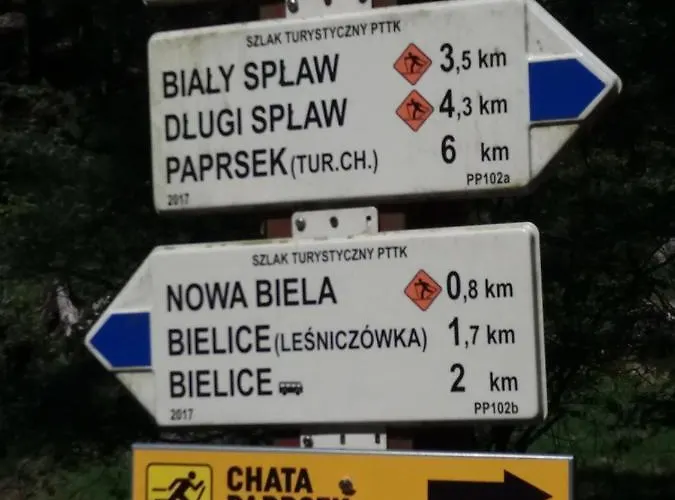 SZLAK TURYSTYCZNY PTTK
BIAŁY SPŁAW 3,5 km
DŁUGI SPŁAW 4,3 km
PAPRSEK (TUR.CH.) 6 km
2017 PP102a
SZLAK TURYSTYCZNY PTTK
NOWA BIELA 0,8 km
BIELICE (LEŚNICZÓWKA) 1,7 km
BIELICE 2 km
2017 PP102b
CHATA
PAPRSEK